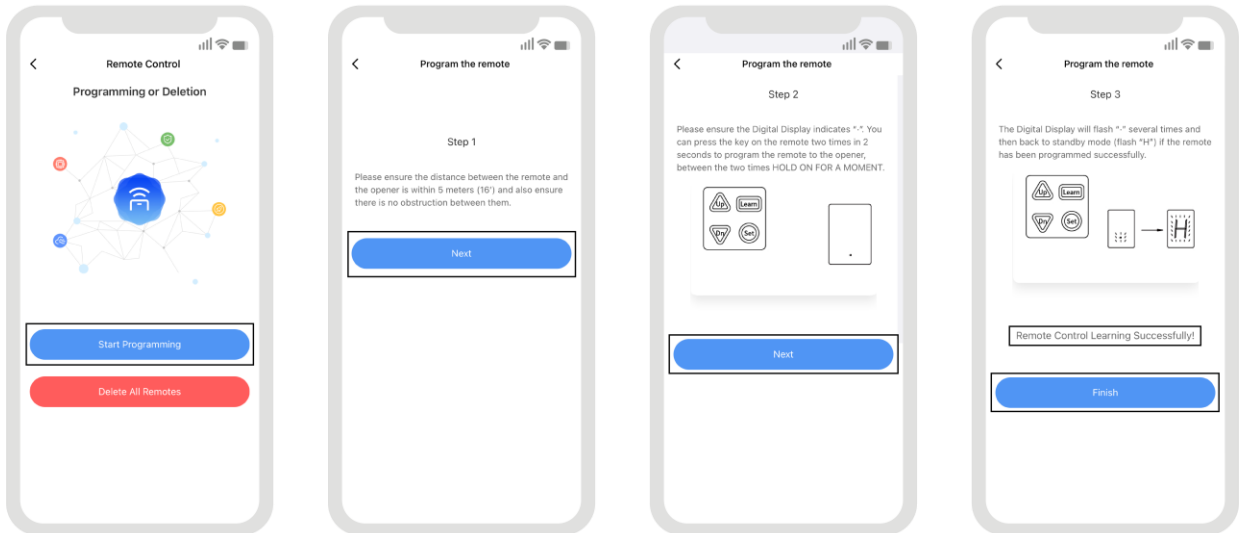 Remote Control
Programming or Deletion
Start Programming
Delete All Remotes
Program the remote
Step 1
Please ensure the distance between the remote and
the opener is within 5 meters (16') and also ensure
there is no obstruction between them.
Next
Program the remote
Step 2
Please ensure the Digital Display indicates "-". You
can press the key on the remote two times in 2
seconds to program the remote to the opener,
between the two times HOLD ON FOR A MOMENT.
Up Learn
Dn Set
Next
Program the remote
Step 3
The Digital Display will flash "-" several times and
then back to standby mode (flash "H") if the remote
has been programmed successfully.
Up Learn
Dn Set
H
Remote Control Learning Successfully!
Finish